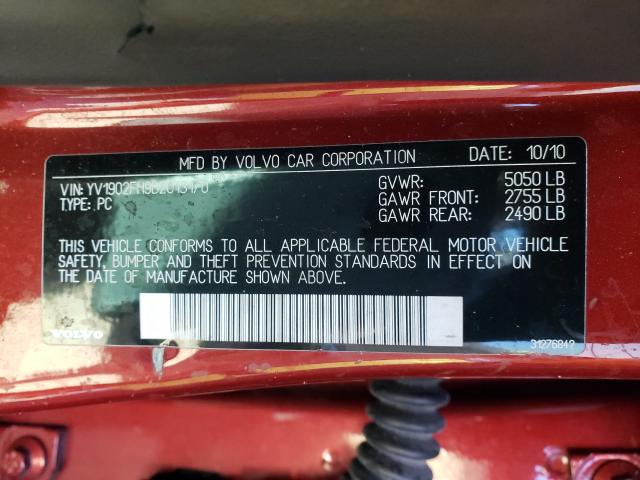 MFD BY VOLVO CAR CORPORATION DATE: 10/10
VIN:
TYPE: PC
GVWR: 5050 LB
GAWR FRONT: 2755 LB
GAWR REAR: 2490 LB
THIS VEHICLE CONFORMS TO ALL APPLICABLE FEDERAL MOTOR VEHICLE
SAFETY, BUMPER AND THEFT PREVENTION STANDARDS IN EFFECT ON
THE DATE OF MANUFACTURE SHOWN ABOVE.
VOLVO